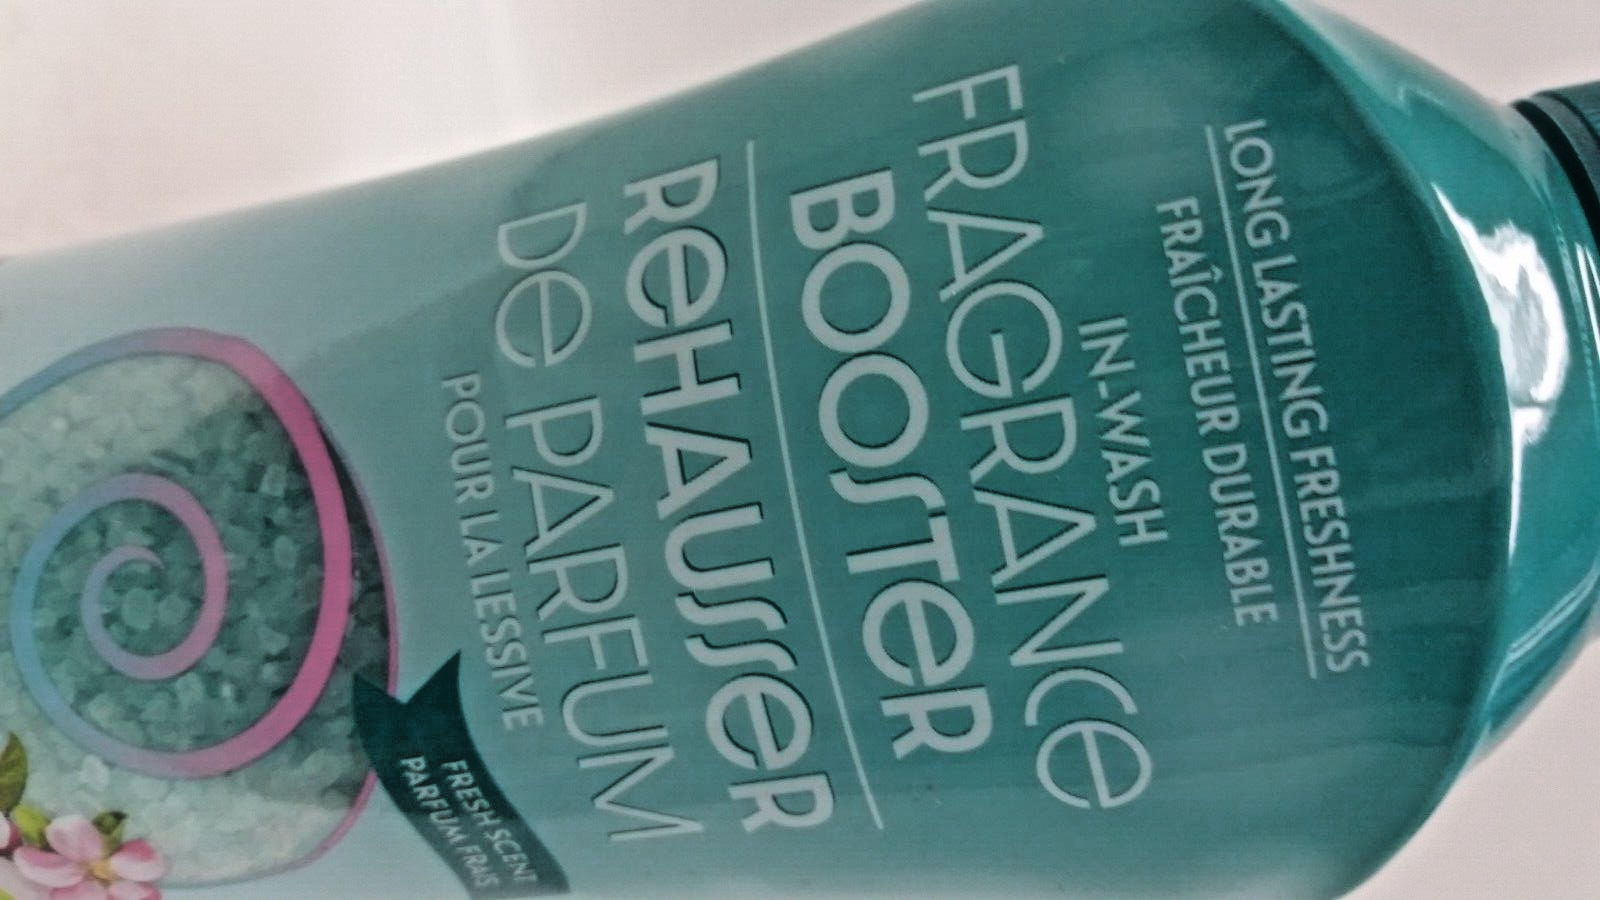 LONG LASTING FRESHNESS
FRAÎCHEUR DURABLE
IN-WASH
FRAGRANCE
BOOSTER
REHAUSSER
DE PARFUM
POUR LA LESSIVE
FRESH SCENT
PARFUM FRAIS